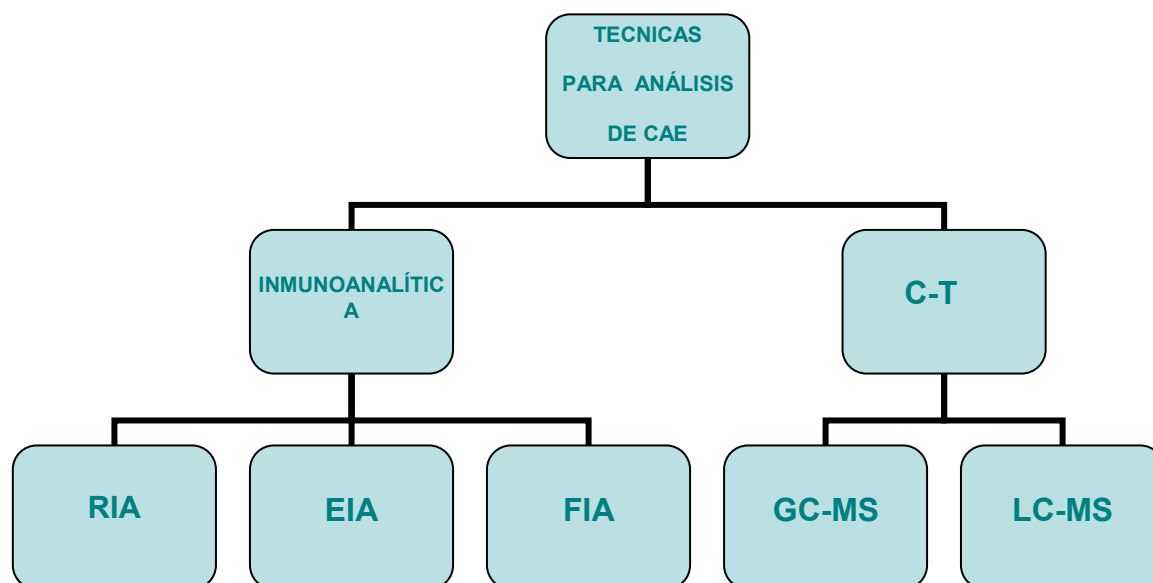 TECNICAS
PARA ANÁLISIS
DE CAE
INMUNOANALÍTIC
A
C-T
RIA
EIA
FIA
GC-MS
LC-MS